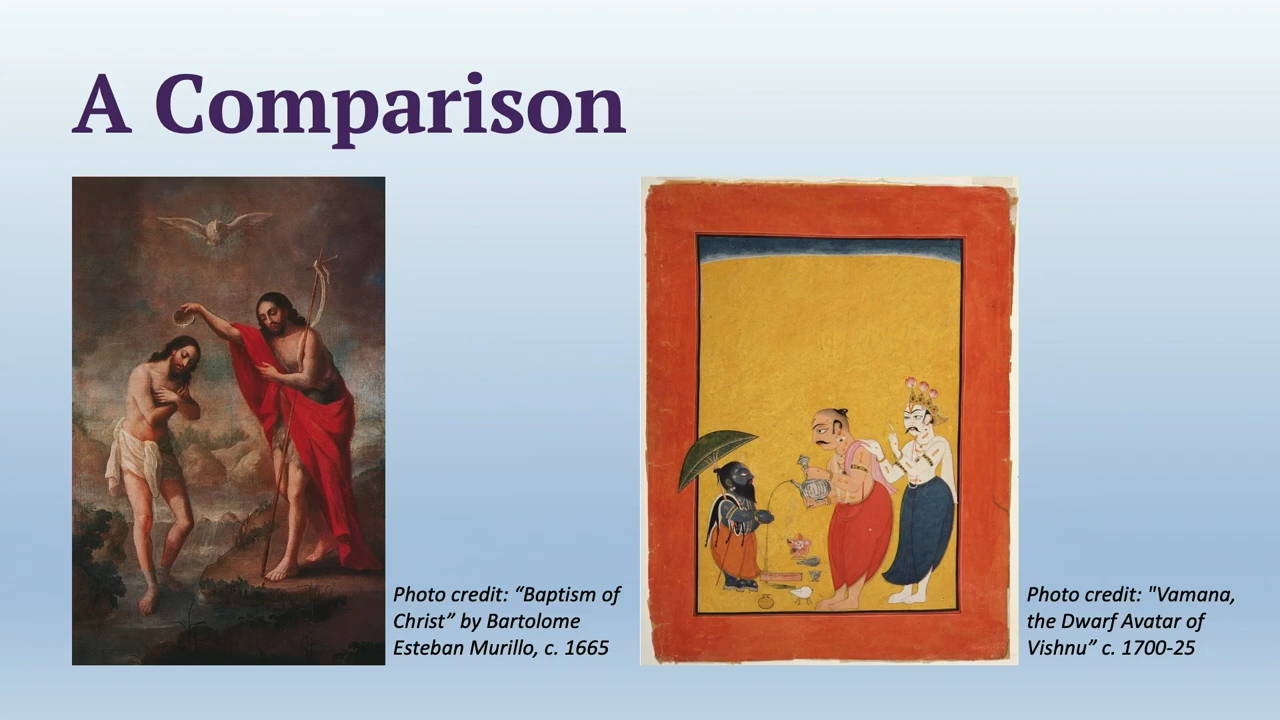 A Comparison
Photo credit: “Baptism of
Christ” by Bartolome
Esteban Murillo, c. 1665
Photo credit: "Vamana,
the Dwarf Avatar of
Vishnu” c. 1700-25